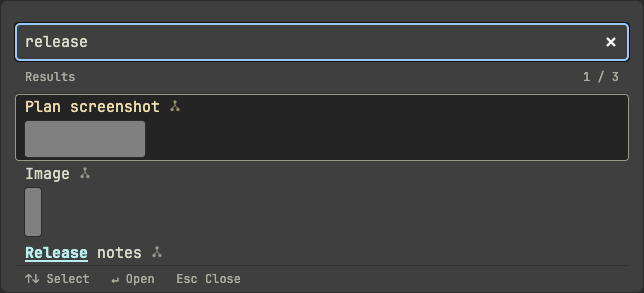 release ×
Results 1 / 3
Plan screenshot
Image
Release notes
↑↓ Select ↵ Open Esc Close